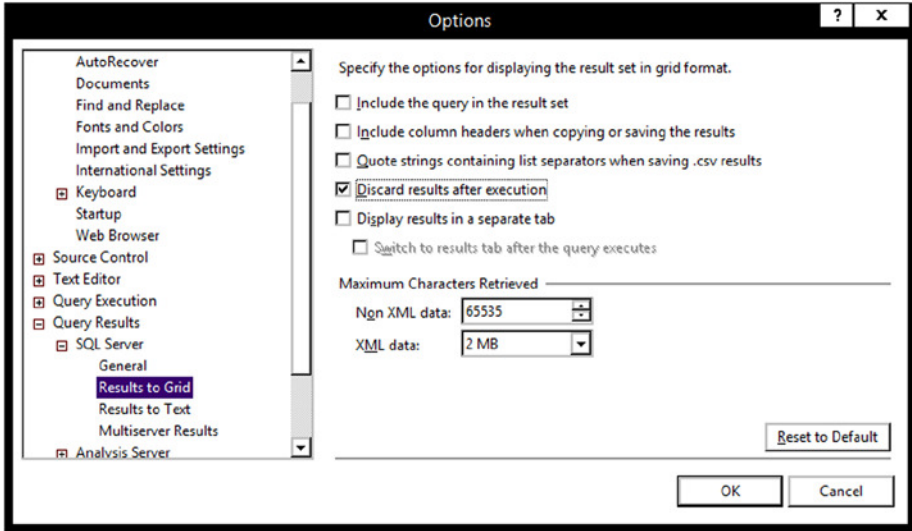 Options
? X
AutoRecover
Documents
Find and Replace
Fonts and Colors
Import and Export Settings
International Settings
Keyboard
Startup
Web Browser
Source Control
Text Editor
Query Execution
Query Results
SQL Server
General
Results to Grid
Results to Text
Multiserver Results
Analysis Server
Specify the options for displaying the result set in grid format.
Include the query in the result set
Include column headers when copying or saving the results
Quote strings containing list separators when saving .csv results
Discard results after execution
Display results in a separate tab
Switch to results tab after the query executes
Maximum Characters Retrieved
Non XML data: 65535
XML data: 2 MB
Reset to Default
OK Cancel